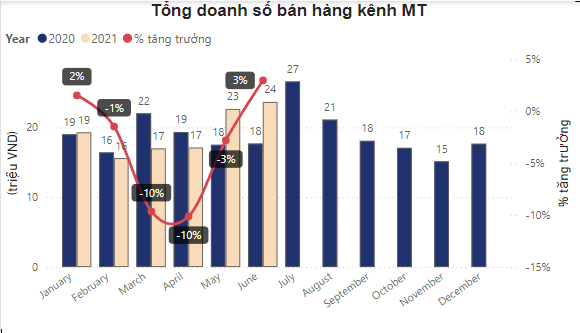 Tổng doanh số bán hàng kênh MT
Year 2020 2021 % tăng trưởng
(triệu VND)
20
10
0
% tăng trưởng
5%
0%
-5%
-10%
-15%
19 19 16 16 22 17 19 17 18 23 18 24 27 21 18 17 15 18
2% -1% -10% -10% -3% 3%
January February March April May June July August September October November December